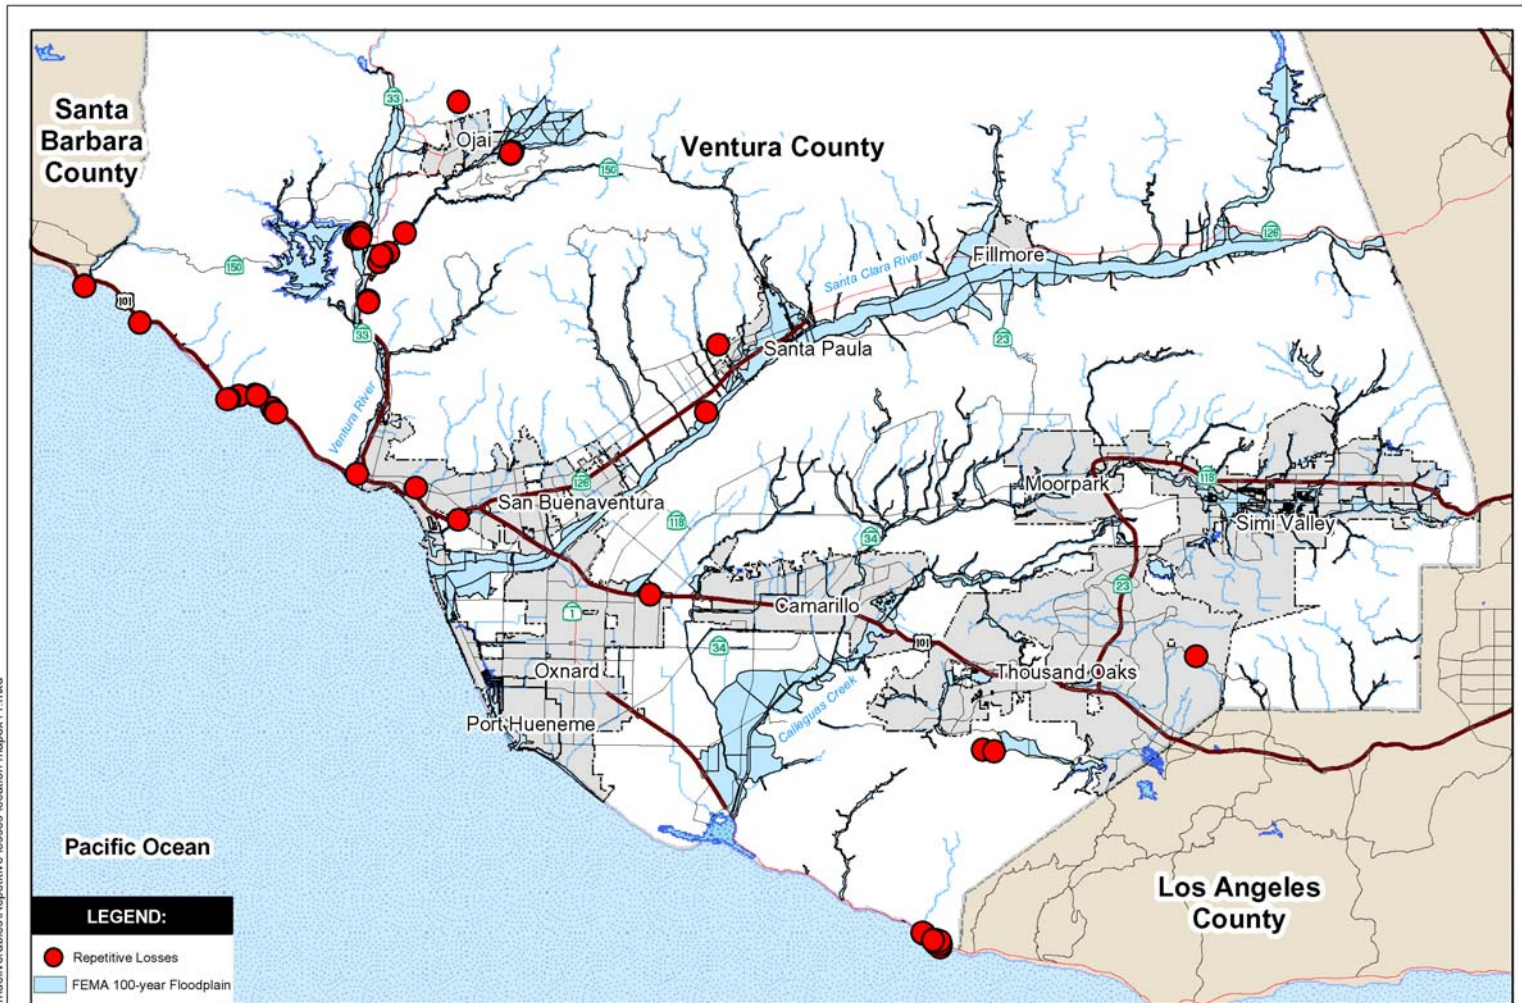 33
Santa
Barbara
County
Ojai
Ventura County
150
Santa Clara River
126
Fillmore
150
101
33
23
Santa Paula
Ventura River
118
Moorpark
126
San Buenaventura
118
Simi Valley
34
23
Camarillo
1
101
34
Oxnard
Thousand Oaks
Calleguas Creek
Port Hueneme
Pacific Ocean
Los Angeles
County
LEGEND:
Repetitive Losses
FEMA 100-year Floodplain